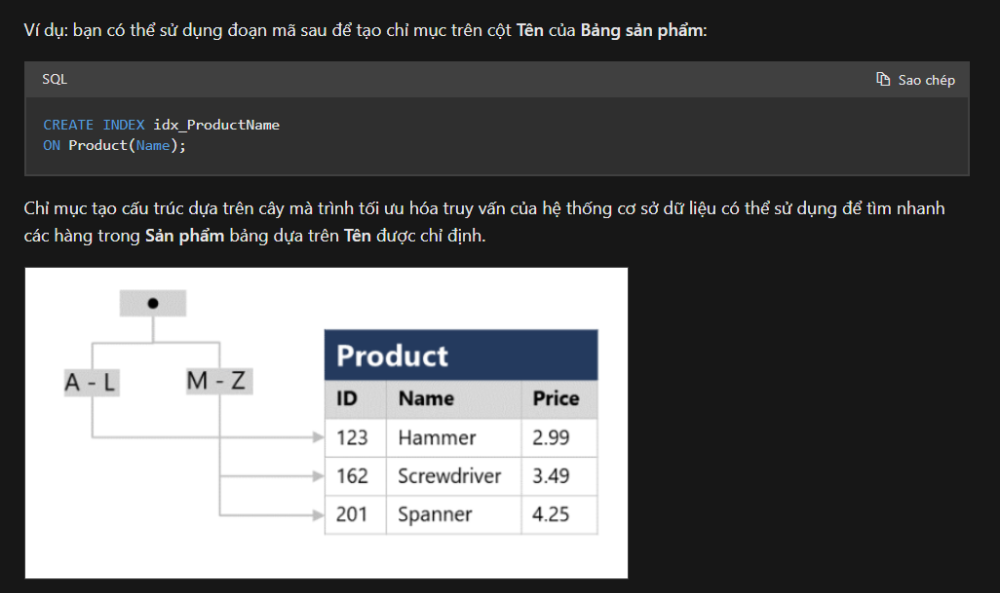 Ví dụ: bạn có thể sử dụng đoạn mã sau để tạo chỉ mục trên cột Tên của Bảng sản phẩm:
SQL
Sao chép
CREATE INDEX idx_ProductName
ON Product(Name);
Chỉ mục tạo cấu trúc dựa trên cây mà trình tối ưu hóa truy vấn của hệ thống cơ sở dữ liệu có thể sử dụng để tìm nhanh
các hàng trong Sản phẩm bảng dựa trên Tên được chỉ định.
A - L
M - Z
Product
ID Name Price
123 Hammer 2.99
162 Screwdriver 3.49
201 Spanner 4.25